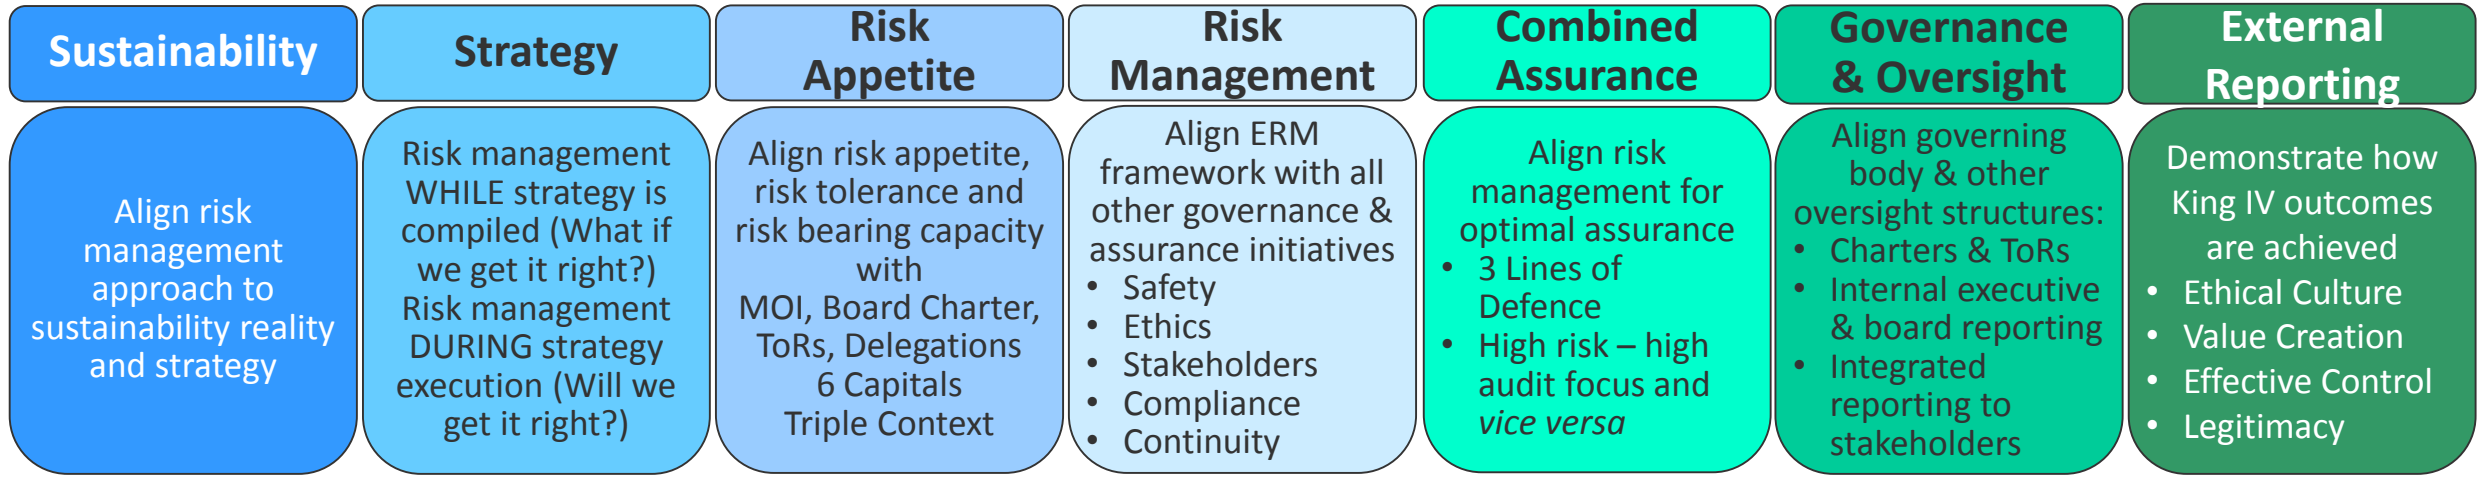 Sustainability
Align risk
management
approach to
sustainability reality
and strategy
Strategy
Risk management
WHILE strategy is
compiled (What if
we get it right?)
Risk management
DURING strategy
execution (Will we
get it right?)
Risk
Appetite
Align risk appetite,
risk tolerance and
risk bearing capacity
with
MOI, Board Charter,
ToRs, Delegations
6 Capitals
Triple Context
Risk
Management
Align ERM
framework with all
other governance &
assurance initiatives
• Safety
• Ethics
• Stakeholders
• Compliance
• Continuity
Combined
Assurance
Align risk
management for
optimal assurance
• 3 Lines of
Defence
• High risk – high
audit focus and
vice versa
Governance
& Oversight
Align governing
body & other
oversight structures:
• Charters & ToRs
• Internal executive
& board reporting
• Integrated
reporting to
stakeholders
External
Reporting
Demonstrate how
King IV outcomes
are achieved
• Ethical Culture
• Value Creation
• Effective Control
• Legitimacy